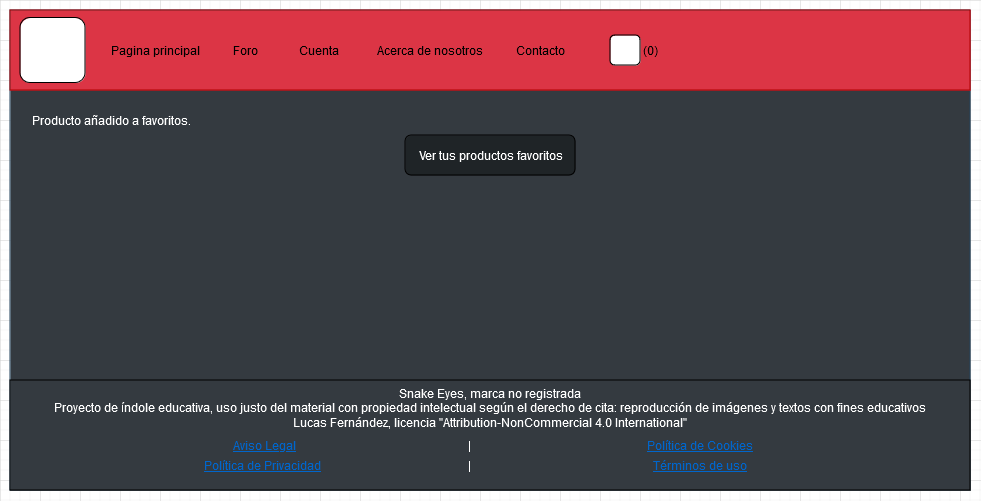 Pagina principal Foro Cuenta Acerca de nosotros Contacto (0)
Producto añadido a favoritos.
Ver tus productos favoritos
Snake Eyes, marca no registrada
Proyecto de índole educativa, uso justo del material con propiedad intelectual según el derecho de cita: reproducción de imágenes y textos con fines educativos
Lucas Fernández, licencia "Attribution-NonCommercial 4.0 International"
Aviso Legal | Política de Cookies
Política de Privacidad | Términos de uso